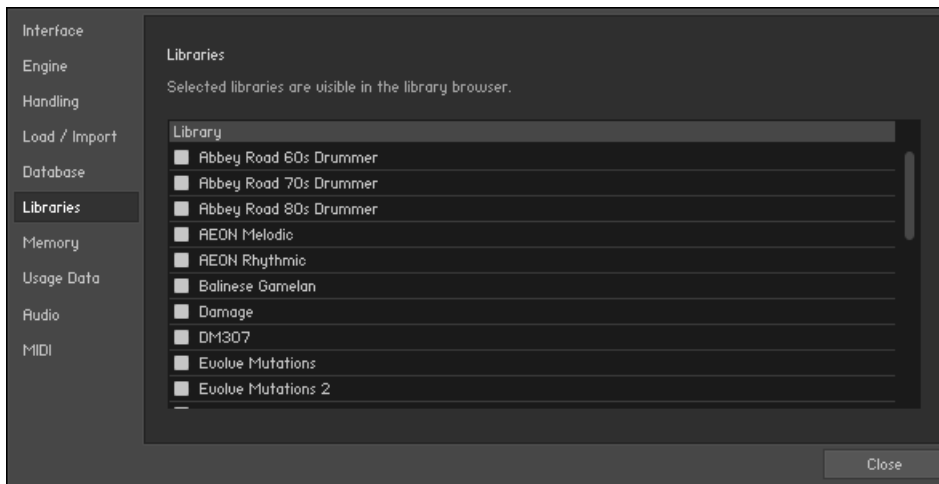 Interface
Engine
Handling
Load / Import
Database
Libraries
Memory
Usage Data
Audio
MIDI
Libraries
Selected libraries are visible in the library browser.
Library
Abbey Road 60s Drummer
Abbey Road 70s Drummer
Abbey Road 80s Drummer
AEON Melodic
AEON Rhythmic
Balinese Gamelan
Damage
DM307
Evolve Mutations
Evolve Mutations 2
Close